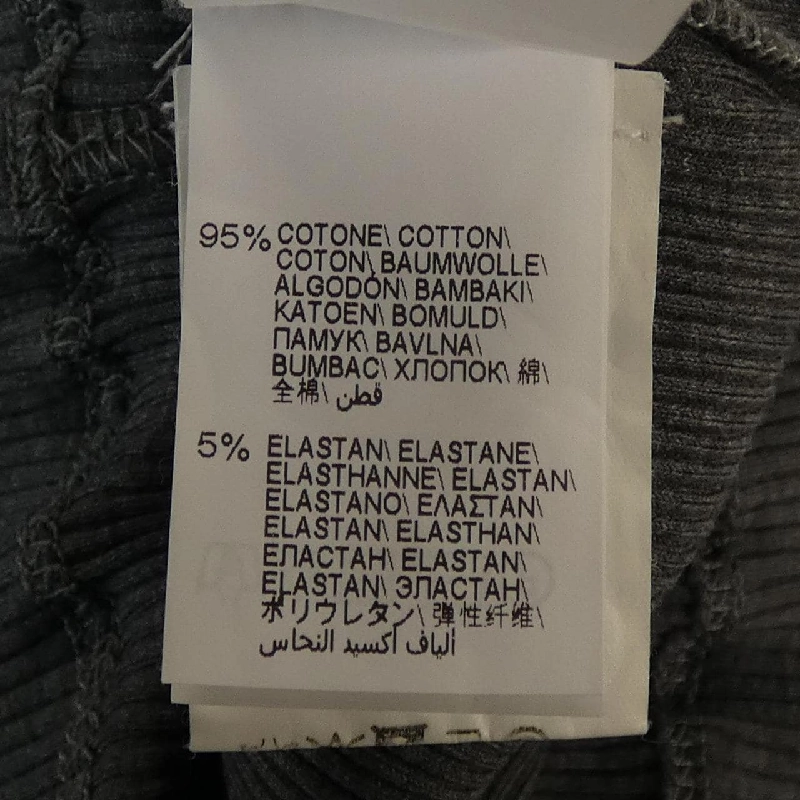 95% COTONE\ COTTON\
COTON\ BAUMWOLLE\
ALGODÓN\ BAMBAKI\
KATOEN\ BOMULD\
ПАМУК\ BAVLNA\
BUMBAC\ ХЛОПОК\ 綿\
全棉\ قطن
5% ELASTAN\ ELASTANE\
ELASTHANNE\ ELASTAN\
ELASTANO\ ΕΛΑΣΤΑΝ\
ELASTAN\ ELASTHAN\
ЕЛАСТАН\ ELASTAN\
ELASTAN\ ЭЛАСТАН\
ポリウレタン\ 弹性纤维\
ألياف اكسيد النحاس